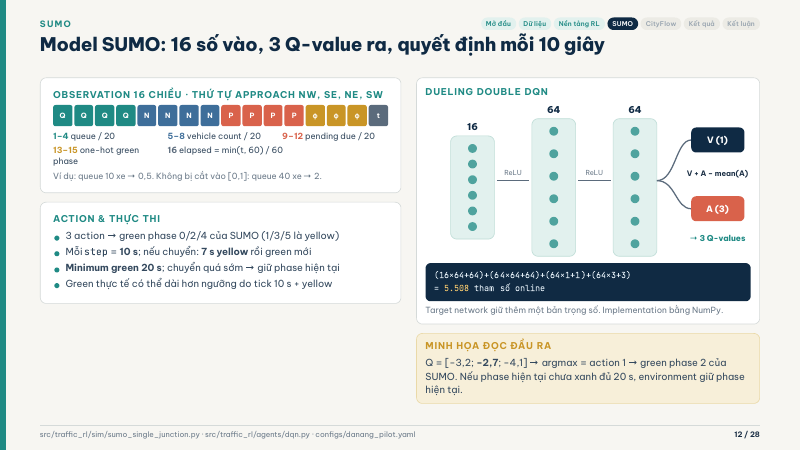 SUMO
Mở đầu Dữ liệu Nền tảng RL SUMO CityFlow Kết quả Kết luận
Model SUMO: 16 số vào, 3 Q-value ra, quyết định mỗi 10 giây
OBSERVATION 16 CHIỀU · THỨ TỰ APPROACH NW, SE, NE, SW
Q Q Q Q N N N N P P P P φ φ φ t
1–4 queue / 20 5–8 vehicle count / 20 9–12 pending due / 20
13–15 one-hot green phase 16 elapsed = min(t, 60) / 60
Ví dụ: queue 10 xe → 0,5. Không bị cắt vào [0,1]: queue 40 xe → 2.
ACTION & THỰC THI
3 action → green phase 0/2/4 của SUMO (1/3/5 là yellow)
Mỗi step = 10 s; nếu chuyển: 7 s yellow rồi green mới
Minimum green 20 s; chuyển quá sớm → giữ phase hiện tại
Green thực tế có thể dài hơn ngưỡng do tick 10 s + yellow
DUELING DOUBLE DQN
16 64 64
ReLU ReLU
V (1)
V + A – mean(A)
A (3)
→ 3 Q-values
(16×64+64)+(64×64+64)+(64×1+1)+(64×3+3)
= 5.508 tham số online
Target network giữ thêm một bản trọng số. Implementation bằng NumPy.
MINH HỌA ĐỌC ĐẦU RA
Q = [-3,2; -2,7; -4,1] → argmax = action 1 → green phase 2 của
SUMO. Nếu phase hiện tại chưa xanh đủ 20 s, environment giữ phase
hiện tại.
src/traffic_rl/sim/sumo_single_junction.py · src/traffic_rl/agents/dqn.py · configs/danang_pilot.yaml
12 / 28